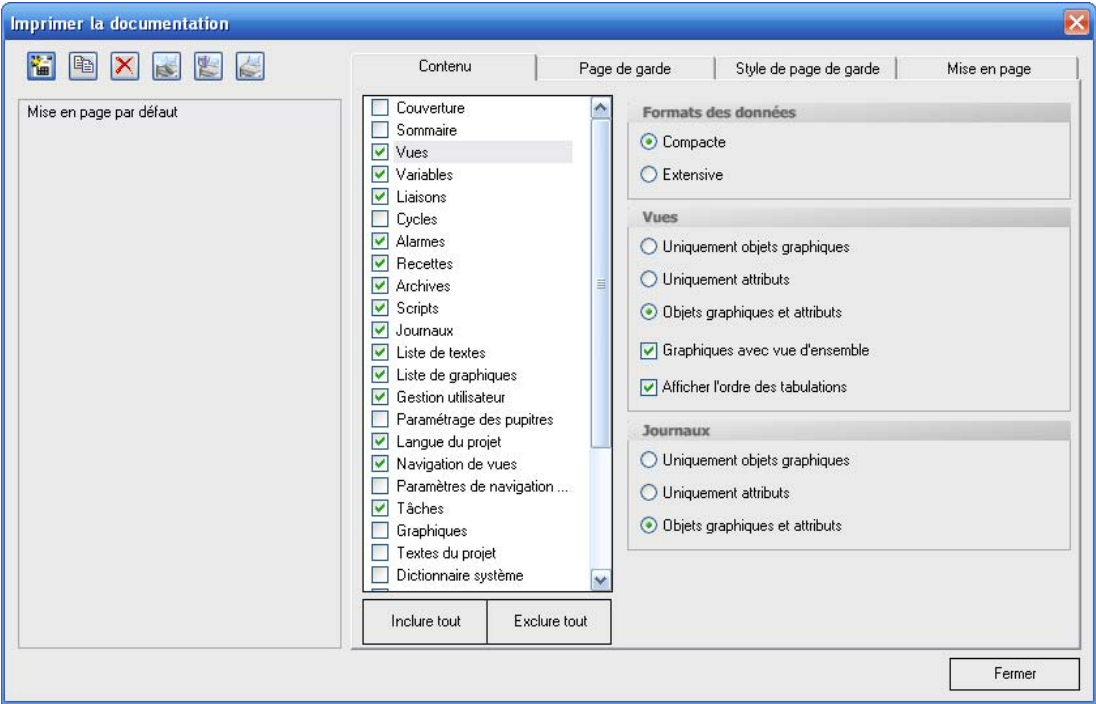 Imprimer la documentation
Contenu
Page de garde
Style de page de garde
Mise en page
Mise en page par défaut
Couverture
Sommaire
Vues
Variables
Liaisons
Cycles
Alarmes
Recettes
Archives
Scripts
Journaux
Liste de textes
Liste de graphiques
Gestion utilisateur
Paramétrage des pupitres
Langue du projet
Navigation de vues
Paramètres de navigation ...
Tâches
Graphiques
Textes du projet
Dictionnaire système
Inclure tout
Exclure tout
Formats des données
Compacte
Extensive
Vues
Uniquement objets graphiques
Uniquement attributs
Objets graphiques et attributs
Graphiques avec vue d'ensemble
Afficher l'ordre des tabulations
Journaux
Uniquement objets graphiques
Uniquement attributs
Objets graphiques et attributs
Fermer